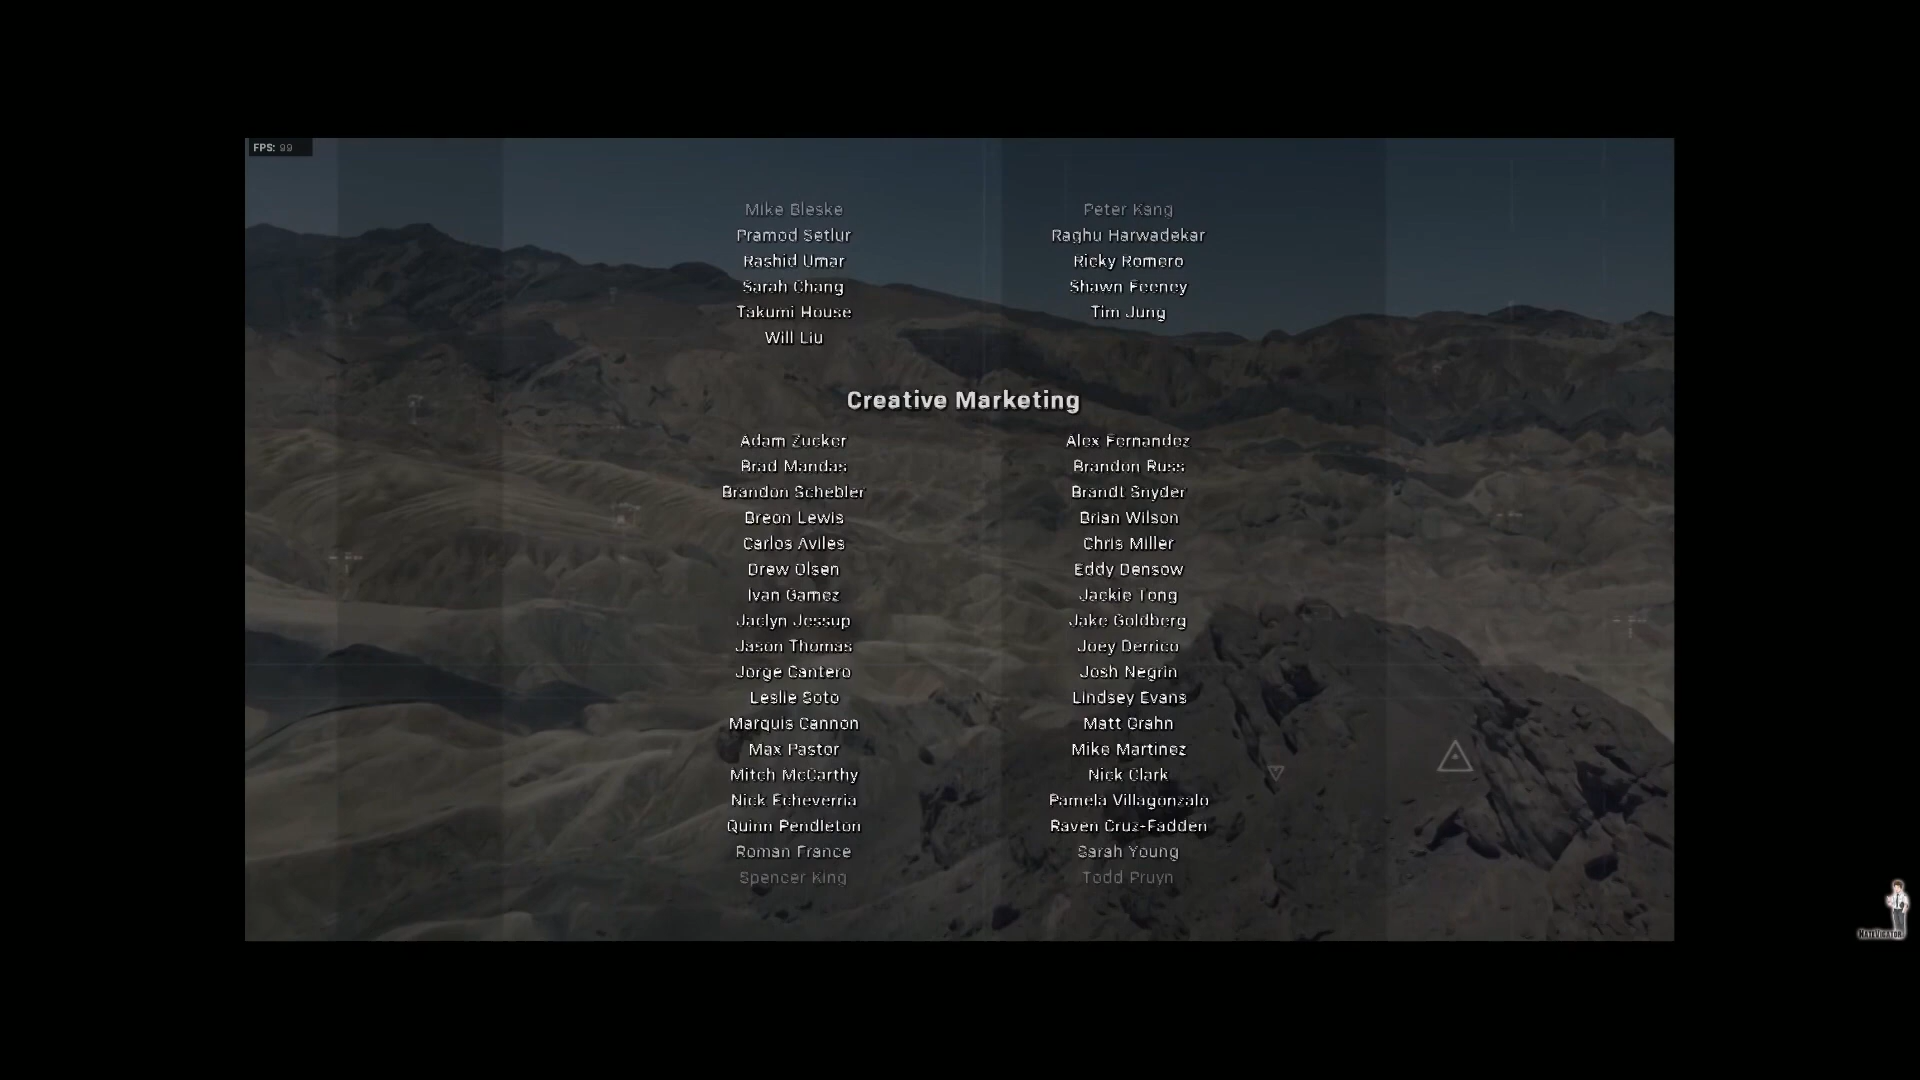 FPS: 99
Mike Bleske Peter Kang
Pramod Setlur Raghu Harwadekar
Rashid Umar Ricky Romero
Sarah Chang Shawn Feeney
Takumi House Tim Jung
Will Liu
Creative Marketing
Adam Zucker Alex Fernandez
Brad Mandas Brandon Russ
Brandon Schebler Brandt Snyder
Breon Lewis Brian Wilson
Carlos Aviles Chris Miller
Drew Olsen Eddy Densow
Ivan Gamez Jackie Tong
Jaclyn Jessup Jake Goldberg
Jason Thomas Joey Derrico
Jorge Cantero Josh Negrin
Leslie Soto Lindsey Evans
Marquis Cannon Matt Grahn
Max Pastor Mike Martinez
Mitch McCarthy Nick Clark
Nick Echeverria Pamela Villagonzalo
Quinn Pendleton Raven Cruz-Fadden
Roman France Sarah Young
Spencer King Todd Pruyn